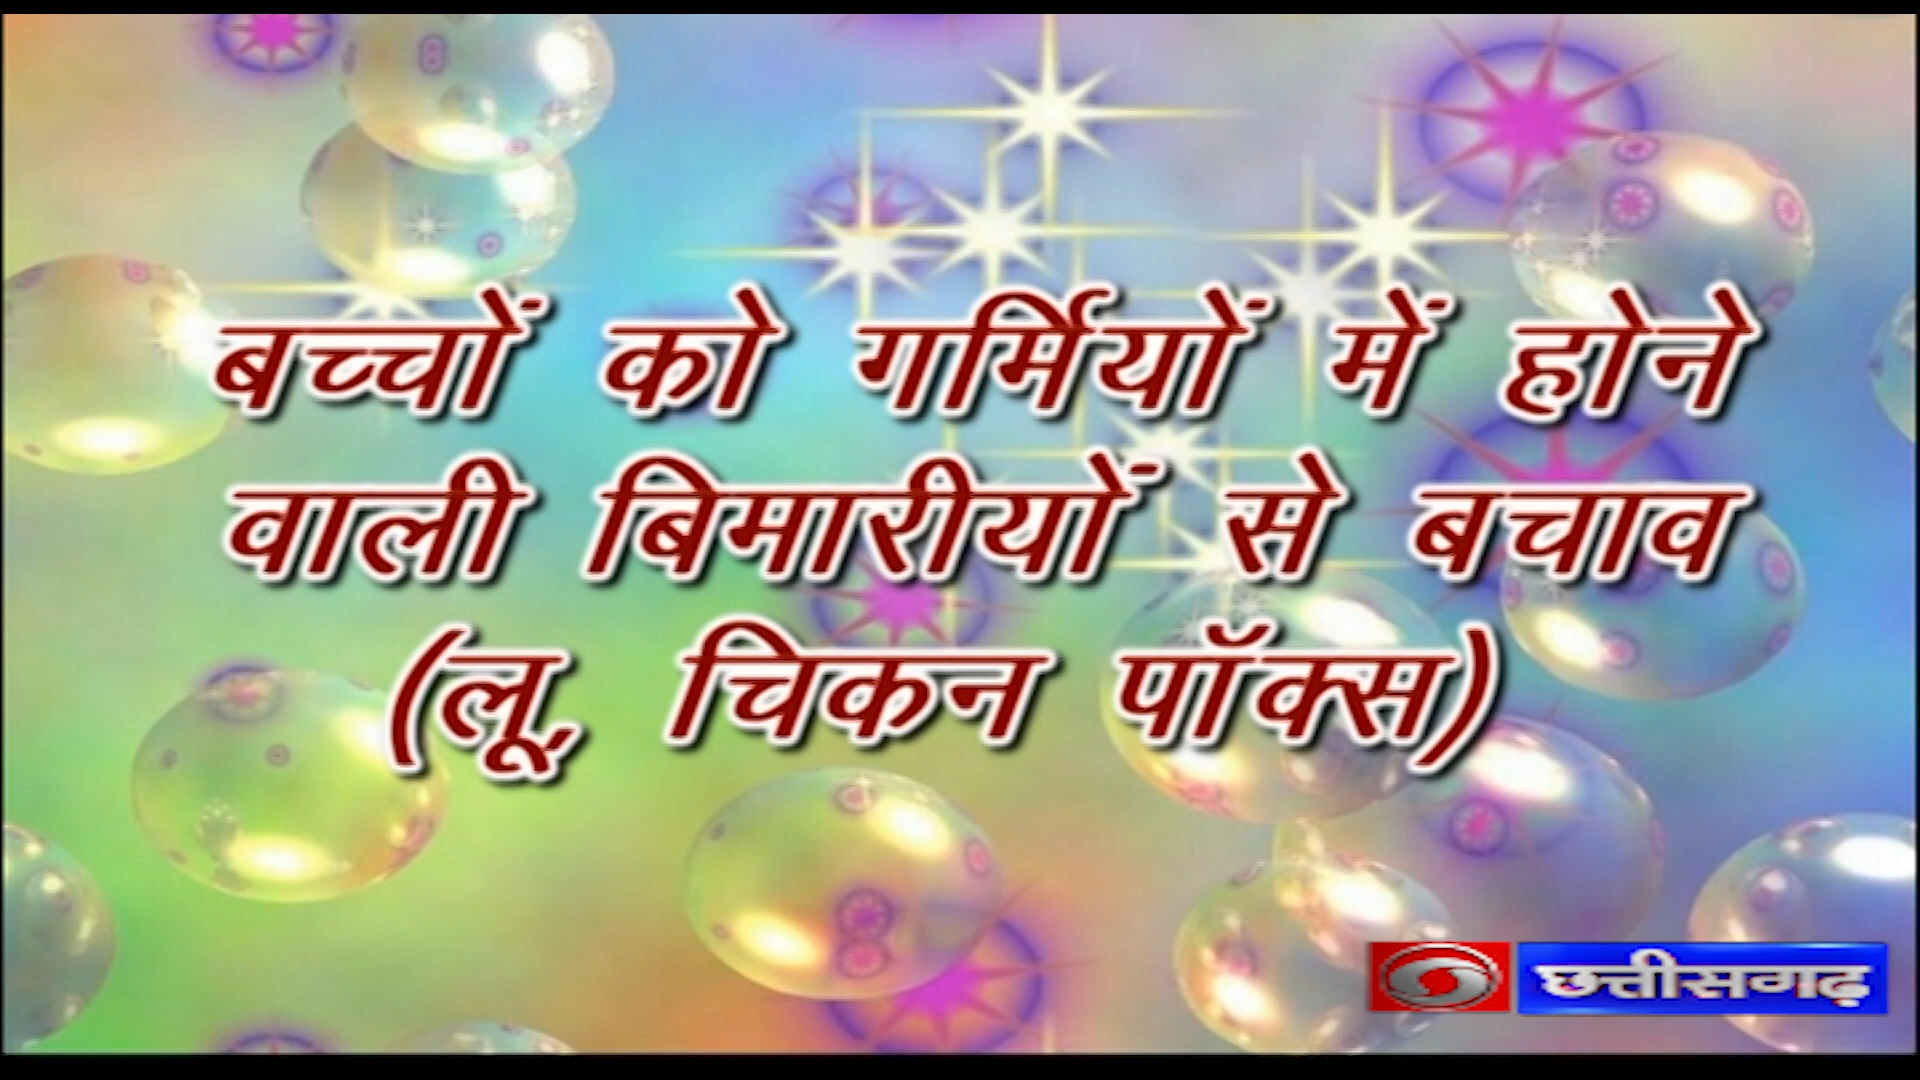 बच्चों को गर्मियों में होने
वाली बिमारीयों से बचाव
(लू, चिकन पॉक्स)
छत्तीसगढ़